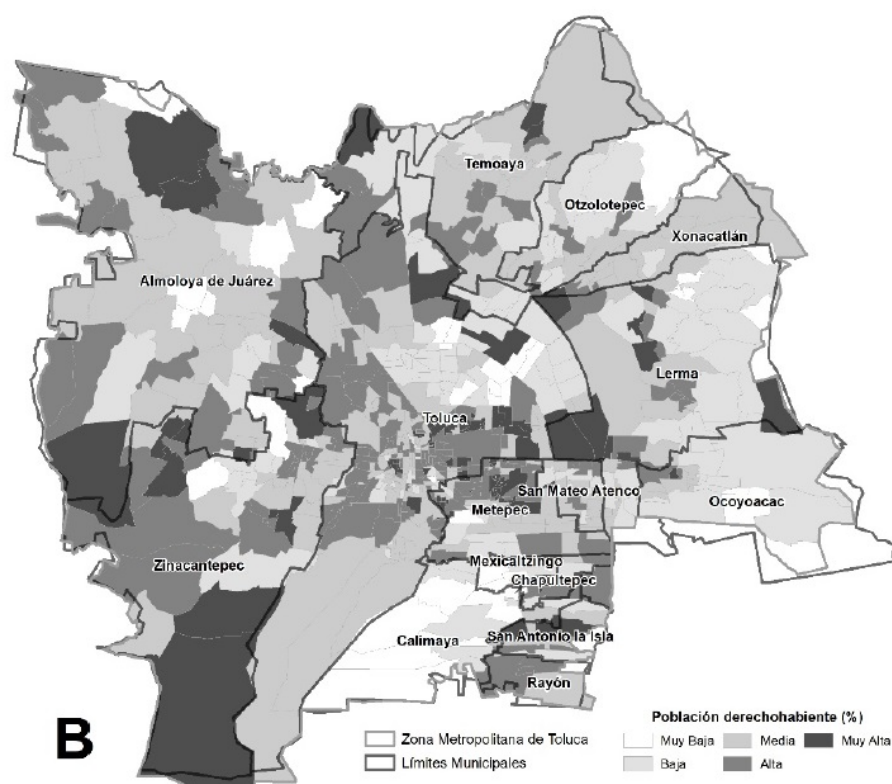 Temoaya
Otzolotepec
Xonacatlán
Almoloya de Juárez
Lerma
Toluca
San Mateo Atenco
Ocoyoacac
Metepec
Mexicaltzingo
Zinacantepec
Chapultepec
Calimaya
San Antonio la Isla
Rayón
B
Zona Metropolitana de Toluca
Límites Municipales
Población derechohabiente (%)
Muy Baja Media Muy Alta
Baja Alta